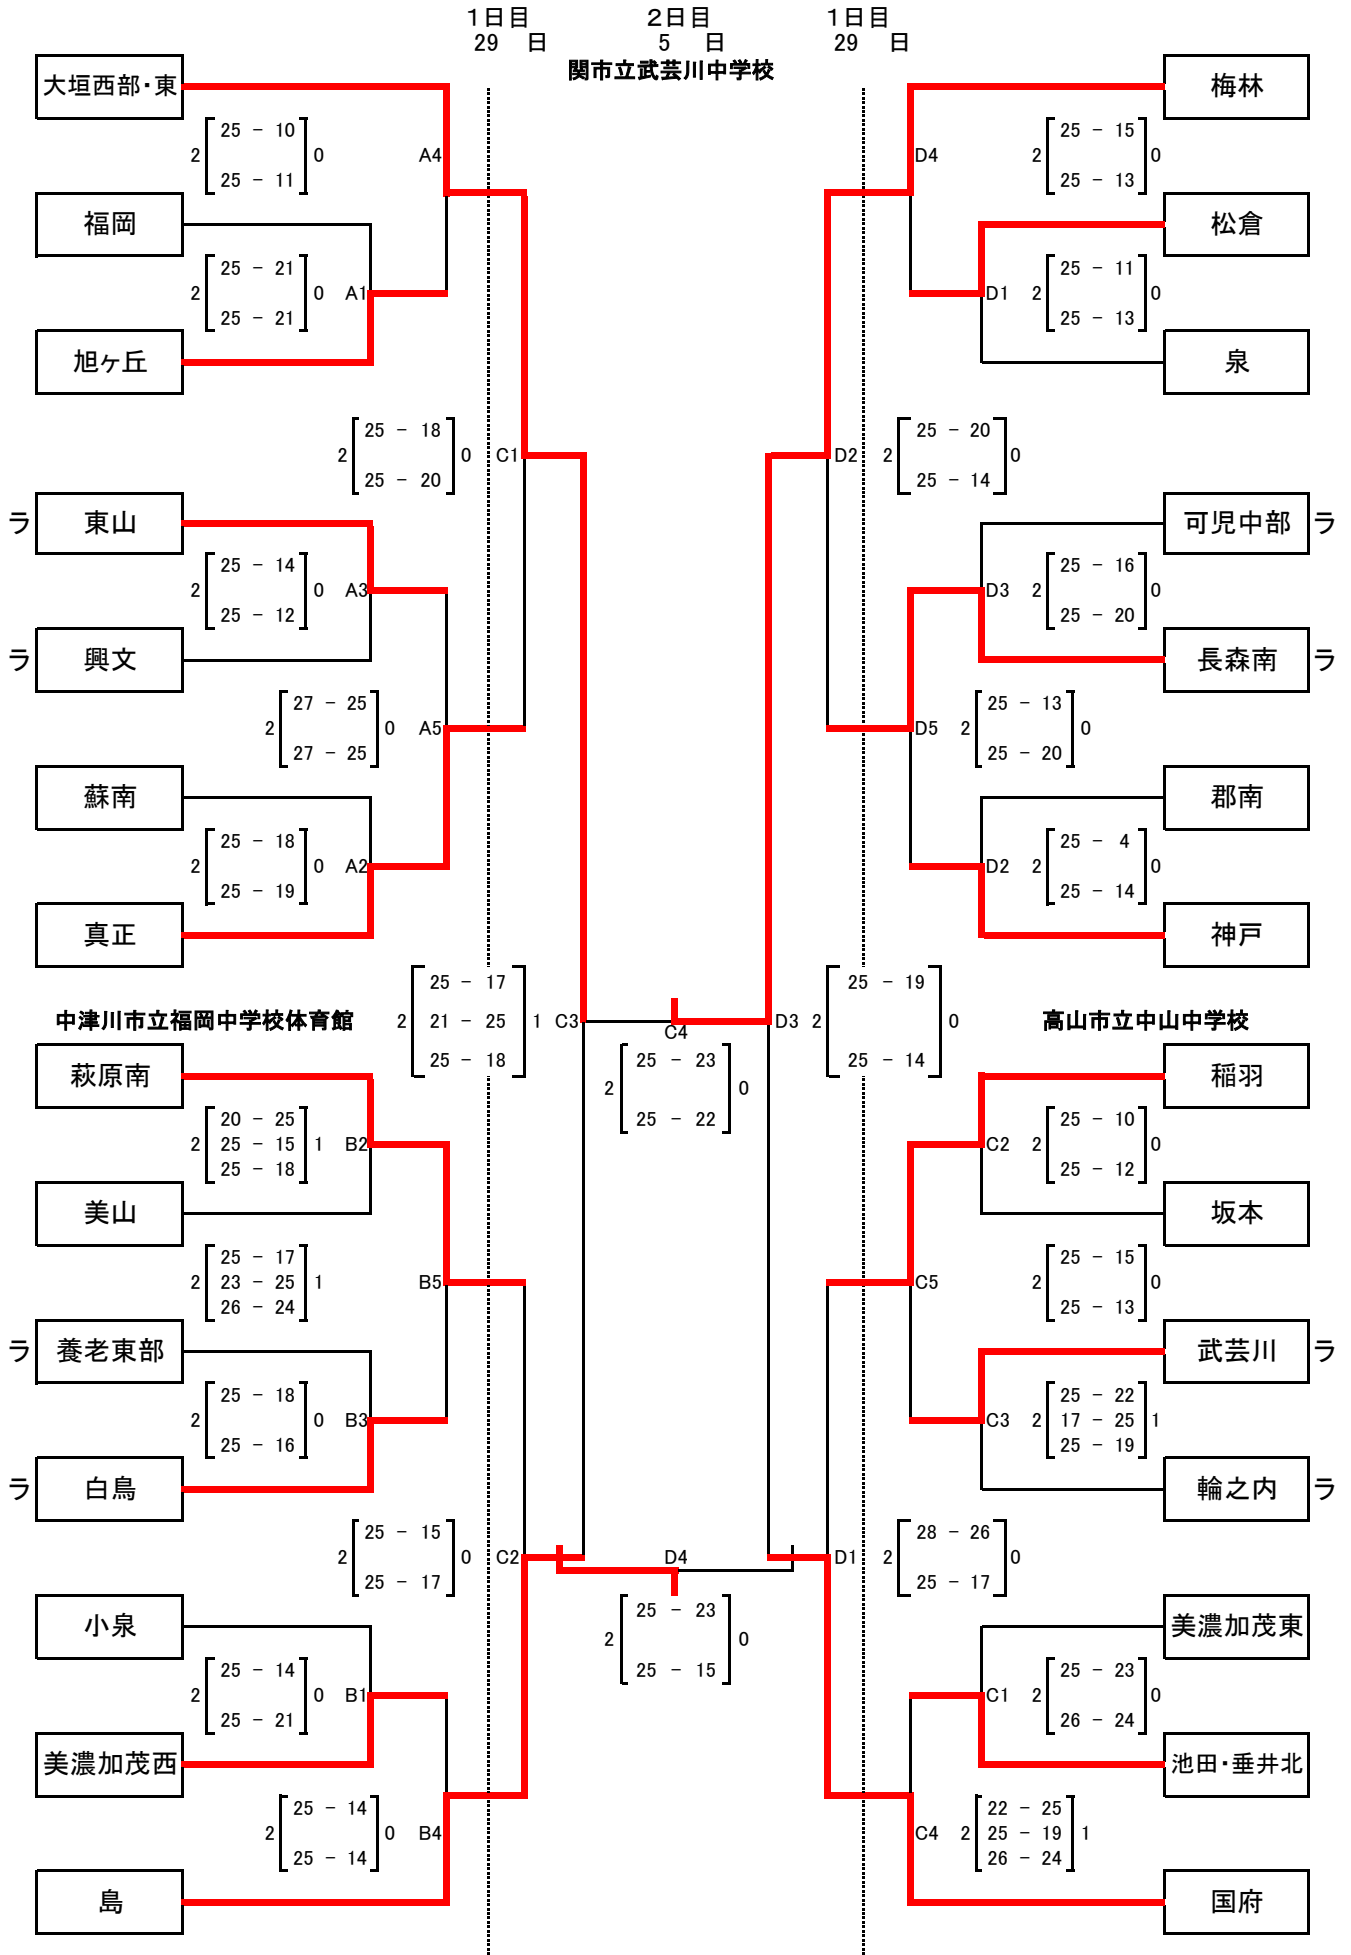 1日目 2日目 1日目
29 日 5 日 29 日
関市立武芸川中学校
大垣西部・東 梅林
25 - 10 25 - 15
2 0 A4 D4 2 0
25 - 11 25 - 13
福岡 松倉
25 - 21 25 - 11
2 0 A1 D1 2 0
25 - 21 25 - 13
旭ヶ丘 泉
25 - 18 25 - 20
2 0 C1 D2 2 0
25 - 20 25 - 14
ラ 東山 可児中部 ラ
25 - 14 25 - 16
2 0 A3 D3 2 0
25 - 12 25 - 20
ラ 興文 長森南 ラ
27 - 25 25 - 13
2 0 A5 D5 2 0
27 - 25 25 - 20
蘇南 郡南
25 - 18 25 - 4
2 0 A2 D2 2 0
25 - 19 25 - 14
真正 神戸
25 - 17 25 - 19
中津川市立福岡中学校体育館 2 21 - 25 1 C3 C4 D3 2 0 高山市立中山中学校
25 - 18 25 - 23 25 - 14
2 0
25 - 22
萩原南 稲羽
20 - 25 25 - 10
2 25 - 15 1 B2 C2 2 0
25 - 18 25 - 12
美山 坂本
25 - 17 25 - 15
2 23 - 25 1 B5 C5 2 0
26 - 24 25 - 13
ラ 養老東部 武芸川 ラ
25 - 18 25 - 22
2 0 B3 C3 2 17 - 25 1
25 - 16 25 - 19
ラ 白鳥 輪之内 ラ
25 - 15 28 - 26
2 0 C2 D4 D1 2 0
25 - 17 25 - 17
25 - 23
2 0
25 - 15
小泉 美濃加茂東
25 - 14 25 - 23
2 0 B1 C1 2 0
25 - 21 26 - 24
美濃加茂西 池田・垂井北
25 - 14 22 - 25
2 0 B4 C4 2 25 - 19 1
25 - 14 26 - 24
島 国府